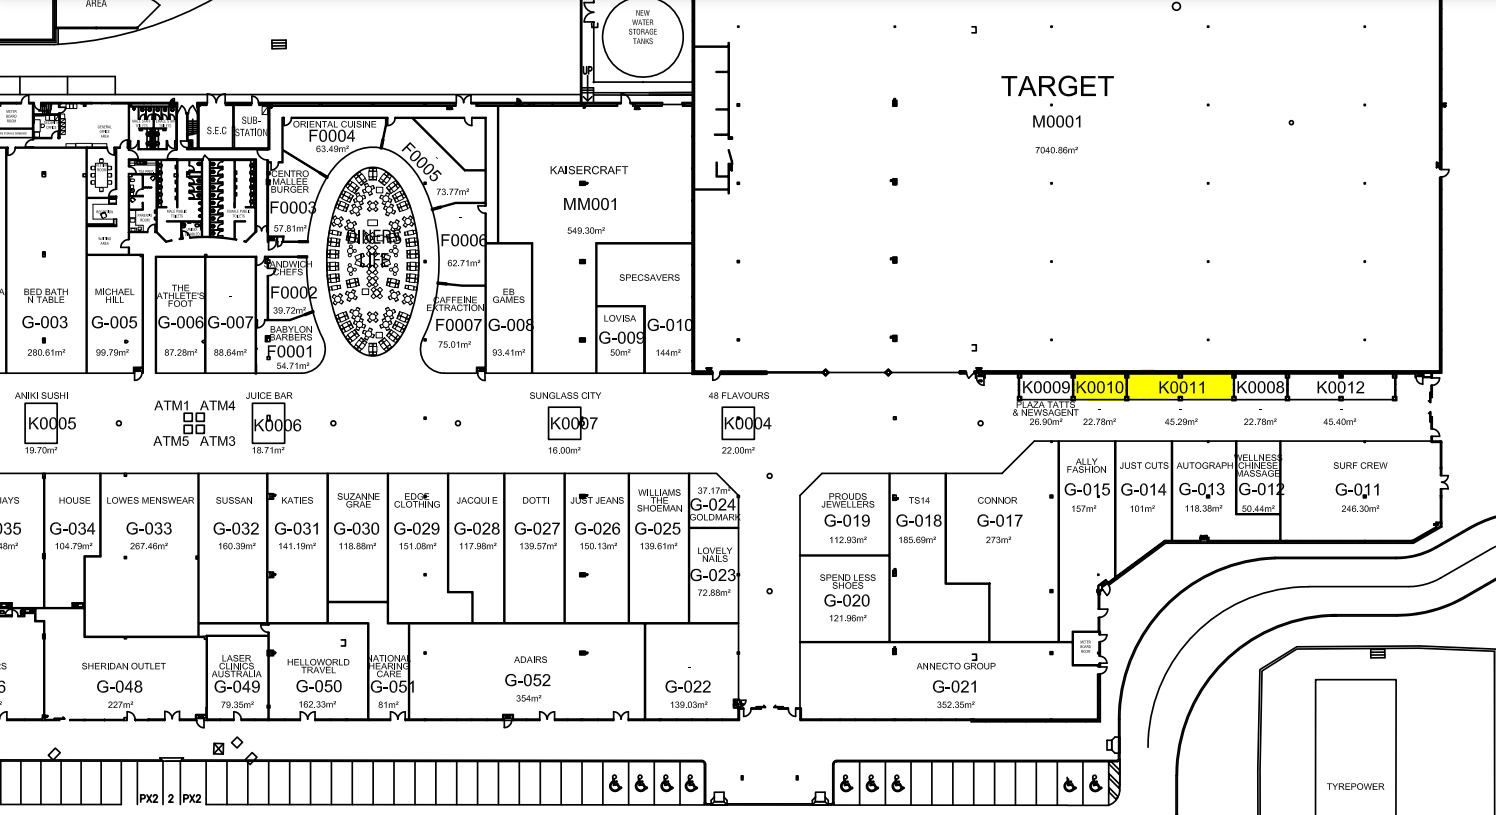 AREA
NEW
WATER
STORAGE
TANKS
UP
TARGET
M0001
7040.86m²
S.E.C
SUB-
STATION
ORIENTAL CUISINE
F0004
63.49m²
-
F0005
73.77m²
CENTRO
MALLEE
BURGER
F0003
57.81m²
DINERS
LIFE
-
F0006
62.71m²
KAISERCRAFT
MM001
549.30m²
BED BATH
N TABLE
G-003
280.61m²
MICHAEL
HILL
G-005
99.79m²
THE
ATHLETE'S
FOOT
G-006
87.28m²
-
G-007
88.64m²
SANDWICH
CHEFS
F0002
39.72m²
BABYLON
BARBERS
F0001
54.71m²
CAFFEINE
EXTRACTION
F0007
75.01m²
EB
GAMES
G-008
93.41m²
SPECSAVERS
LOVISA
G-009
50m²
G-010
144m²
ANIKI SUSHI
K0005
19.70m²
ATM1
ATM4
ATM5
ATM3
JUICE BAR
K0006
18.71m²
SUNGLASS CITY
K0007
16.00m²
48 FLAVOURS
K0004
22.00m²
K0009
PLAZA TATTS
& NEWSAGENT
26.90m²
K0010
-
22.78m²
K0011
-
45.29m²
K0008
-
22.78m²
K0012
-
45.40m²
JAYS
035
48m²
HOUSE
G-034
104.79m²
LOWES MENSWEAR
G-033
267.46m²
SUSSAN
G-032
160.39m²
KATIES
G-031
141.19m²
SUZANNE
GRAE
G-030
118.88m²
EDGE
CLOTHING
G-029
151.08m²
JACQUI E
G-028
117.98m²
DOTTI
G-027
139.57m²
JUST JEANS
G-026
150.13m²
WILLIAMS
THE
SHOEMAN
G-025
139.61m²
37.17m²
G-024
GOLDMARK
LOVELY
NAILS
G-023
72.88m²
PROUDS
JEWELLERS
G-019
112.93m²
TS14
G-018
185.69m²
CONNOR
G-017
273m²
ALLY
FASHION
G-015
157m²
JUST CUTS
G-014
101m²
AUTOGRAPH
G-013
118.38m²
WELLNESS
CHINESE
MASSAGE
G-012
50.44m²
SURF CREW
G-011
246.30m²
SPEND LESS
SHOES
G-020
121.96m²
RS
6
SHERIDAN OUTLET
G-048
227m²
LASER
CLINICS
AUSTRALIA
G-049
79.35m²
HELLOWORLD
TRAVEL
G-050
162.33m²
NATIONAL
HEARING
CARE
G-051
81m²
ADAIRS
G-052
354m²
-
G-022
139.03m²
ANNECTO GROUP
G-021
352.35m²
METER
BOARD
ROOM
TYREPOWER
PX2
2
PX2